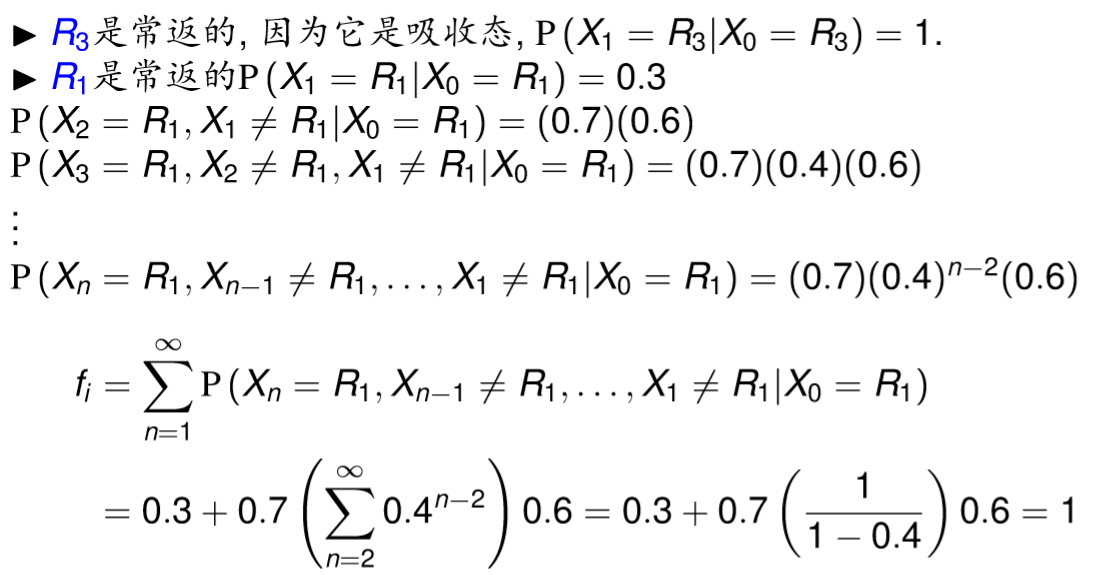 ▶ R₃是常返的, 因为它是吸收态, P(X₁ = R₃|X₀ = R₃) = 1.
▶ R₁是常返的P(X₁ = R₁|X₀ = R₁) = 0.3
P(X₂ = R₁, X₁ ≠ R₁|X₀ = R₁) = (0.7)(0.6)
P(X₃ = R₁, X₂ ≠ R₁, X₁ ≠ R₁|X₀ = R₁) = (0.7)(0.4)(0.6)
⋮
P(Xₙ = R₁, Xₙ₋₁ ≠ R₁, . . . , X₁ ≠ R₁|X₀ = R₁) = (0.7)(0.4)ⁿ⁻²(0.6)
fᵢ = ∑_{n=1}^{∞} P(Xₙ = R₁, Xₙ₋₁ ≠ R₁, . . . , X₁ ≠ R₁|X₀ = R₁)
= 0.3 + 0.7 (∑_{n=2}^{∞} 0.4ⁿ⁻²) 0.6 = 0.3 + 0.7 (1/(1 − 0.4)) 0.6 = 1